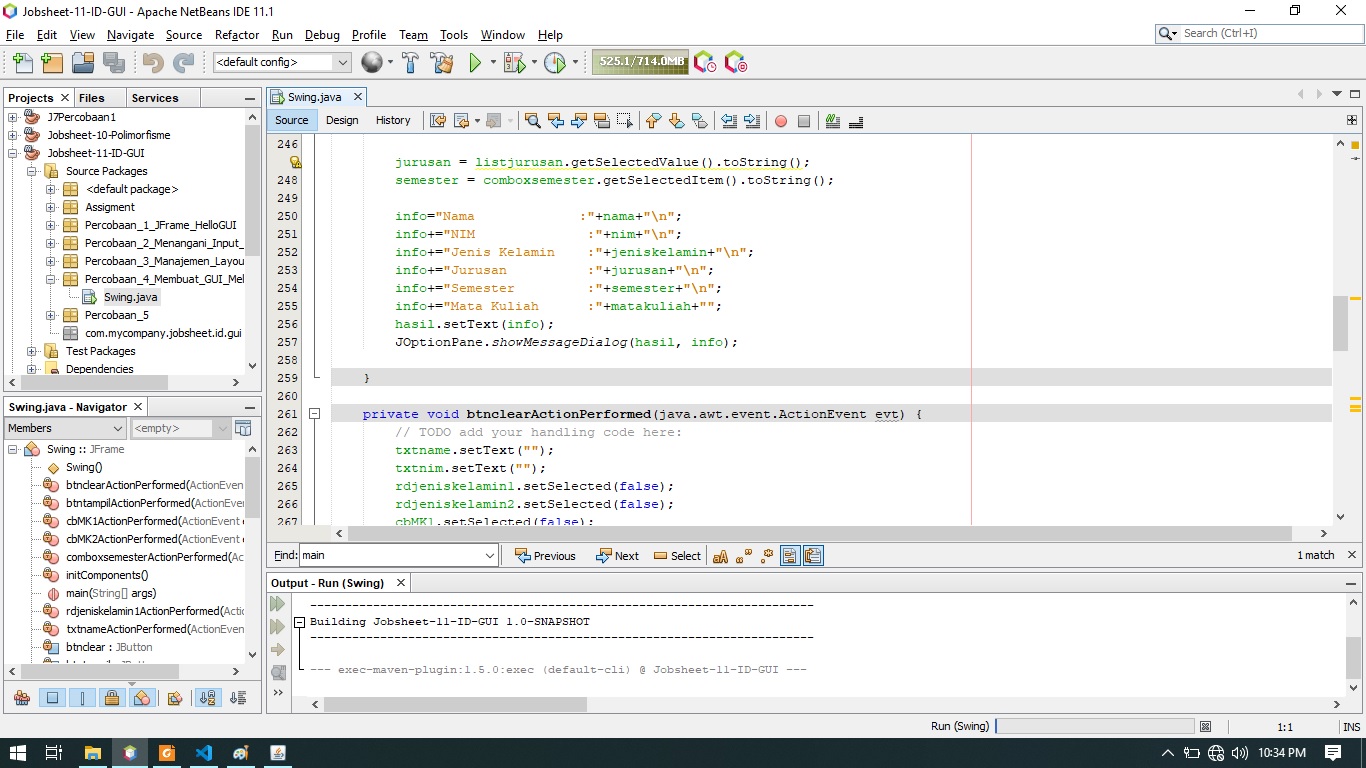 Jobsheet-11-ID-GUI - Apache NetBeans IDE 11.1
File Edit View Navigate Source Refactor Run Debug Profile Team Tools Window Help
Search (Ctrl+I)
<default config>
525.1/714.0MB
Projects Files Services
J7Percobaan1
Jobsheet-10-Polimorfisme
Jobsheet-11-ID-GUI
Source Packages
<default package>
Assigment
Percobaan_1_JFrame_HelloGUI
Percobaan_2_Menangani_Input_
Percobaan_3_Manajemen_Layou
Percobaan_4_Membuat_GUI_Mel
Swing.java
Percobaan_5
com.mycompany.jobsheet.id.gui
Test Packages
Dependencies
Swing.java - Navigator
Members <empty>
Swing :: JFrame
Swing()
btnclearActionPerformed(ActionEven
btntampilActionPerformed(ActionEve
cbMK1ActionPerformed(ActionEvent e
cbMK2ActionPerformed(ActionEvent e
comboxsemesterActionPerformed(Ac
initComponents()
main(String[] args)
rdjeniskelamin1ActionPerformed(Actic
txtnameActionPerformed(ActionEven
btnclear : JButton
Swing.java
Source Design History
246
jurusan = listjurusan.getSelectedValue().toString();
248 semester = comboxsemester.getSelectedItem().toString();
249
250 info="Nama :"+nama+"\n";
251 info+="NIM :"+nim+"\n";
252 info+="Jenis Kelamin :"+jeniskelamin+"\n";
253 info+="Jurusan :"+jurusan+"\n";
254 info+="Semester :"+semester+"\n";
255 info+="Mata Kuliah :"+matakuliah+"";
256 hasil.setText(info);
257 JOptionPane.showMessageDialog(hasil, info);
258
259 }
260
261 private void btnclearActionPerformed(java.awt.event.ActionEvent evt) {
262 // TODO add your handling code here:
263 txtname.setText("");
264 txtnim.setText("");
265 rdjeniskelamin1.setSelected(false);
266 rdjeniskelamin2.setSelected(false);
267 cbMK1.setSelected(false);
Find: main Previous Next Select 1 match
Output - Run (Swing)
------------------------------------------------------------------------
Building Jobsheet-11-ID-GUI 1.0-SNAPSHOT
------------------------------------------------------------------------
--- exec-maven-plugin:1.5.0:exec (default-cli) @ Jobsheet-11-ID-GUI ---
Run (Swing) 1:1 INS
10:34 PM